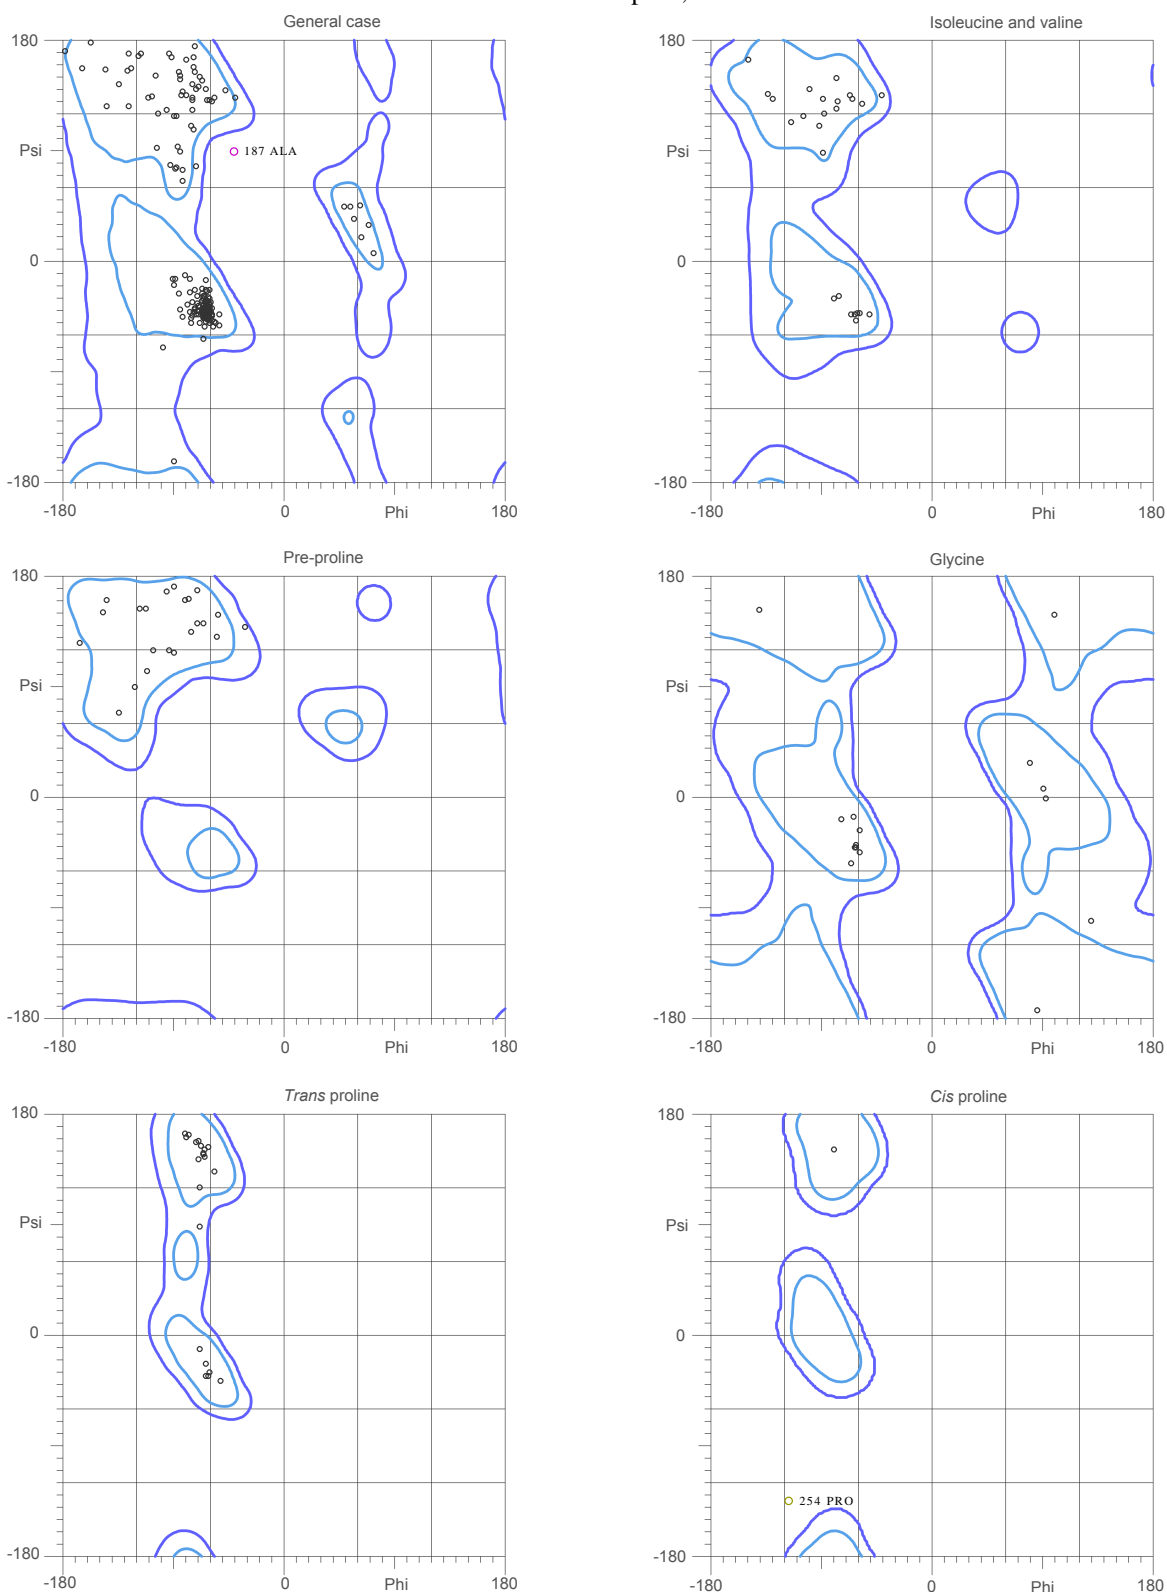 General case
Isoleucine and valine
180
Psi
0
-180
-180
0
Phi
180
187 ALA
180
Psi
0
-180
-180
0
Phi
180
Pre-proline
Glycine
180
Psi
0
-180
-180
0
Phi
180
180
Psi
0
-180
-180
0
Phi
180
Trans proline
Cis proline
180
Psi
0
-180
-180
0
Phi
180
180
Psi
0
254 PRO
-180
-180
0
Phi
180